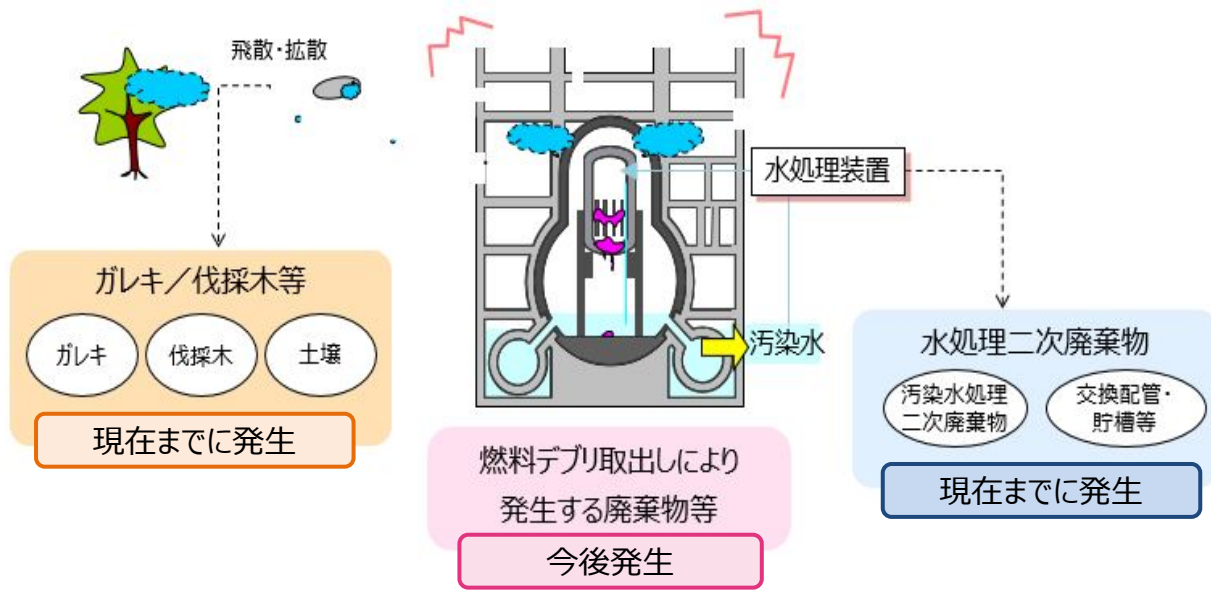 飛散・拡散
水処理装置
汚染水
ガレキ／伐採木等
ガレキ
伐採木
土壌
現在までに発生
燃料デブリ取出しにより
発生する廃棄物等
今後発生
水処理二次廃棄物
汚染水処理
二次廃棄物
交換配管・
貯槽等
現在までに発生